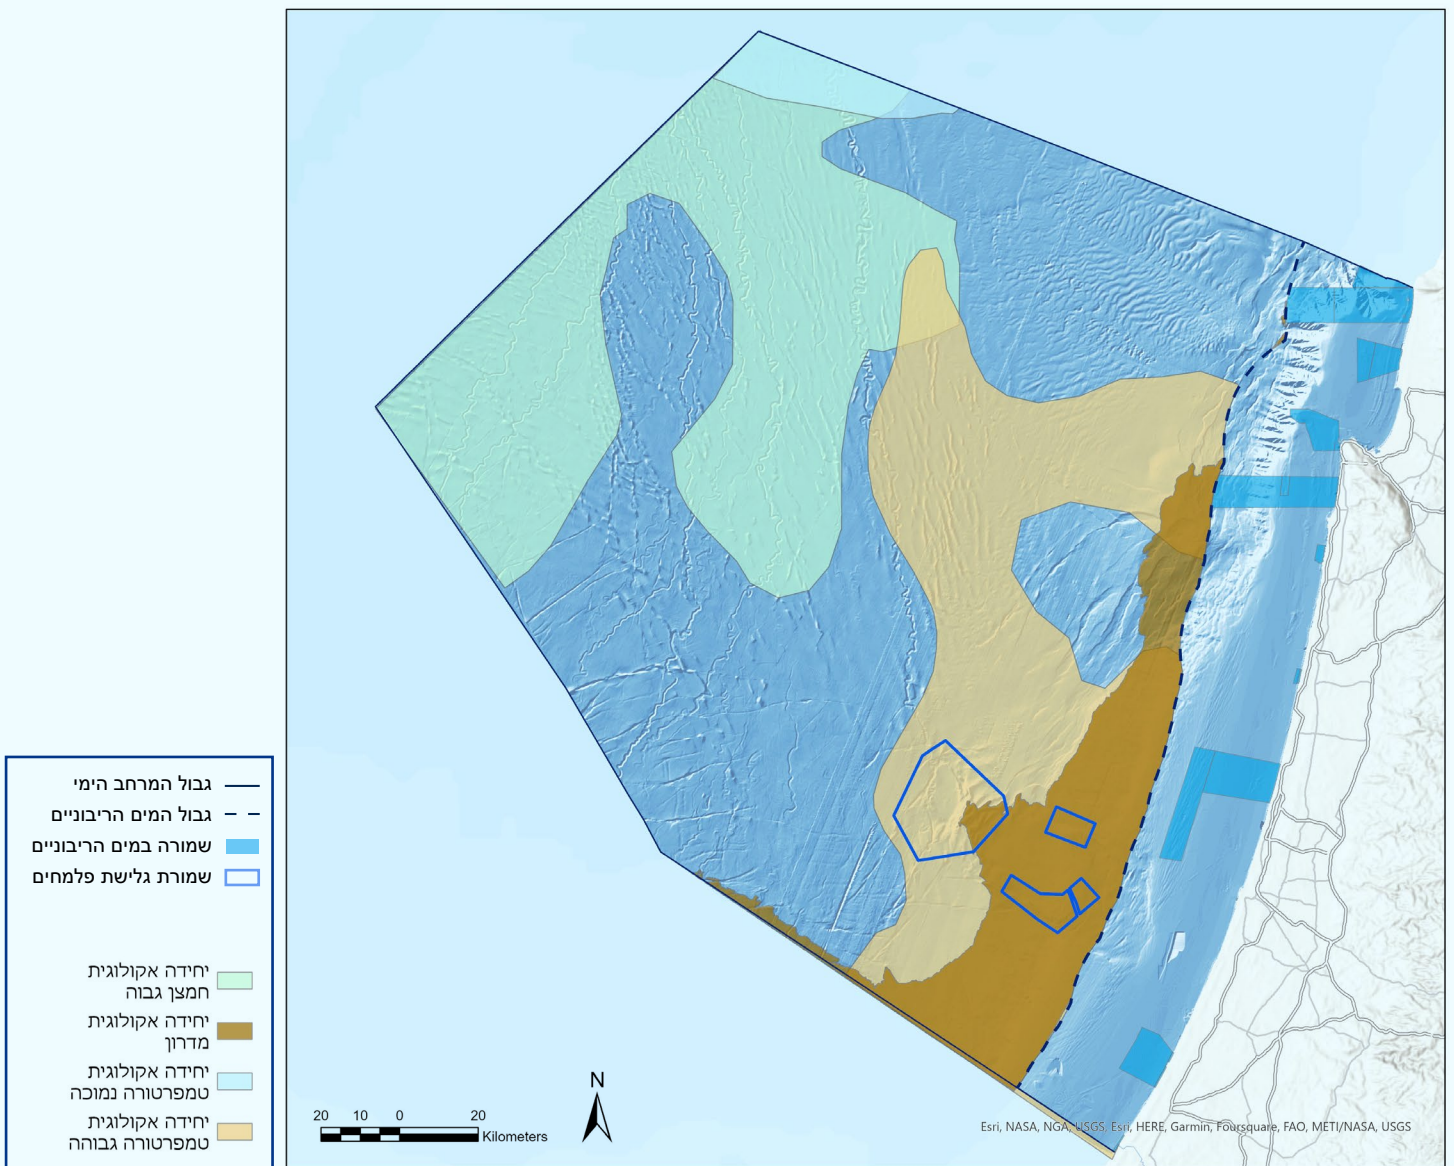 גבול המרחב הימי
גבול המים הריבוניים
שמורה במים הריבוניים
שמורת גלישת פלמחים
יחידה אקולוגית
חמצן גבוה
יחידה אקולוגית
מדרון
יחידה אקולוגית
טמפרטורה נמוכה
יחידה אקולוגית
טמפרטורה גבוהה
20 10 0 20
Kilometers
N
Esri, NASA, NGA, USGS, Esri, HERE, Garmin, Foursquare, FAO, METI/NASA, USGS